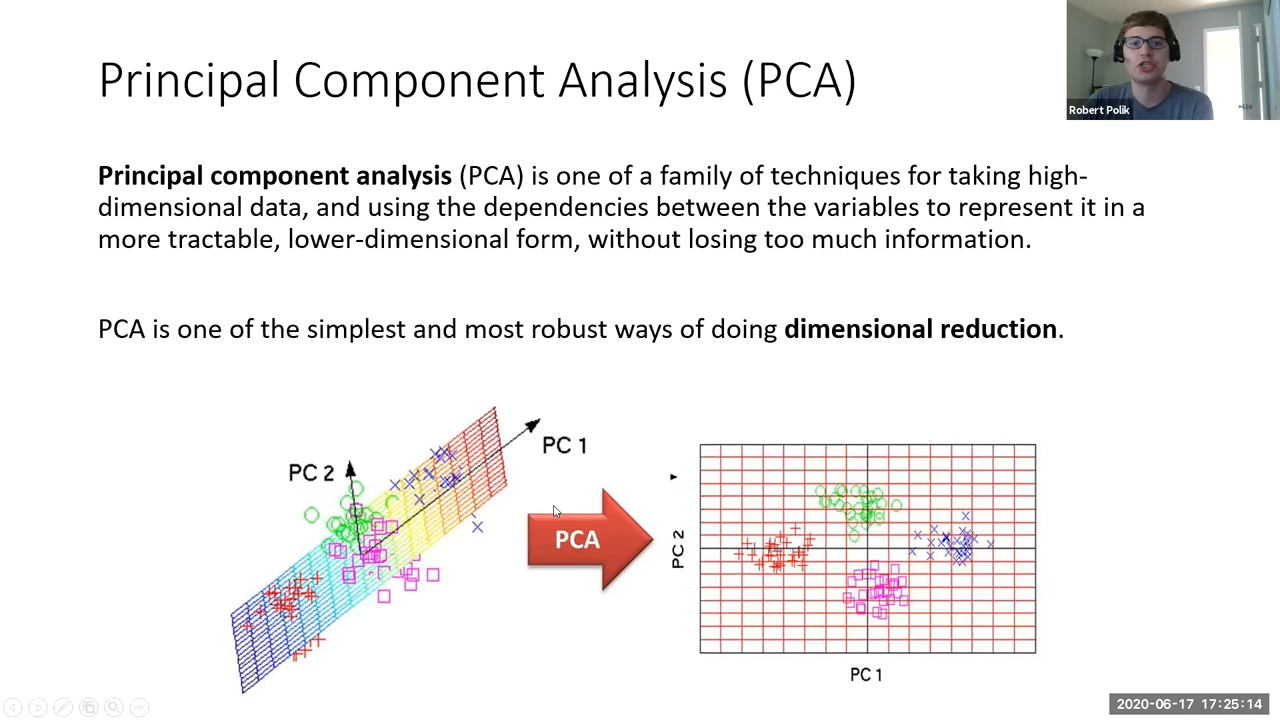 Principal Component Analysis (PCA)
Robert Polik
Principal component analysis (PCA) is one of a family of techniques for taking high-
dimensional data, and using the dependencies between the variables to represent it in a
more tractable, lower-dimensional form, without losing too much information.
PCA is one of the simplest and most robust ways of doing dimensional reduction.
PC 1
PC 2
PCA
PC 2
PC 1
2020-06-17 17:25:14